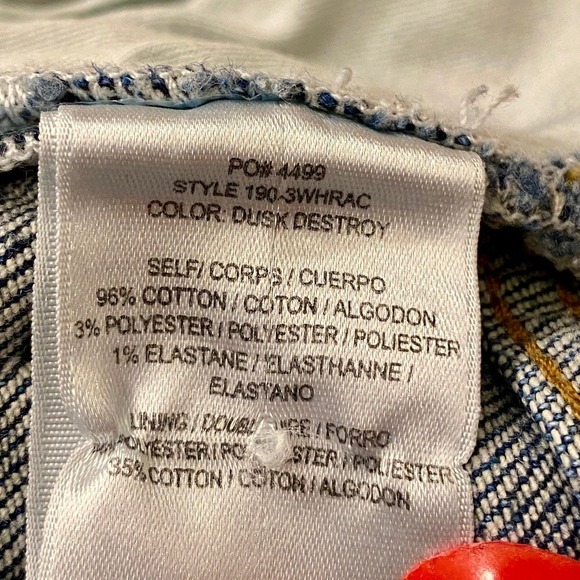 PO# 4499
STYLE 190-3WHRAC
COLOR: DUSK DESTROY
SELF/ CORPS / CUERPO
96% COTTON / COTON / ALGODON
3% POLYESTER / POLYESTER / POLIESTER
1% ELASTANE / ELASTHANNE /
ELASTANO
LINING / / FORRO
POLYESTER / / POLIESTER
35% COTTON / COTON / ALGODON